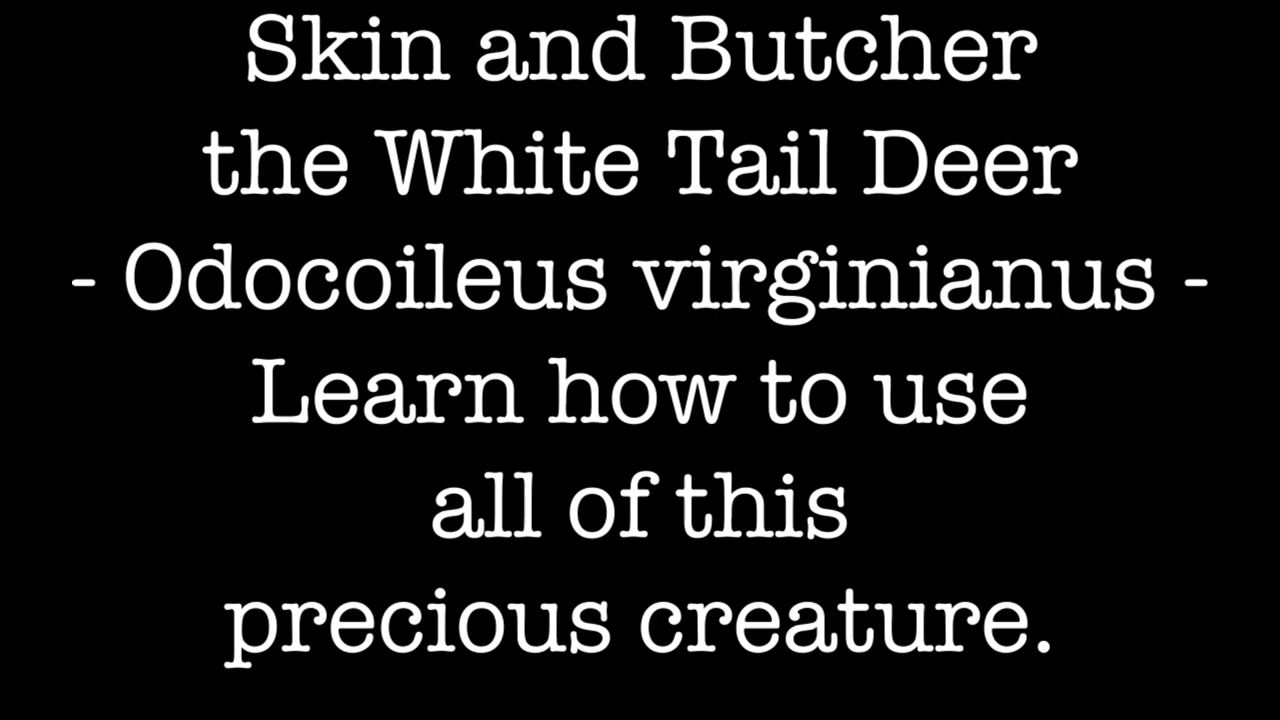 Skin and Butcher
the White Tail Deer
- Odocoileus virginianus -
Learn how to use
all of this
precious creature.